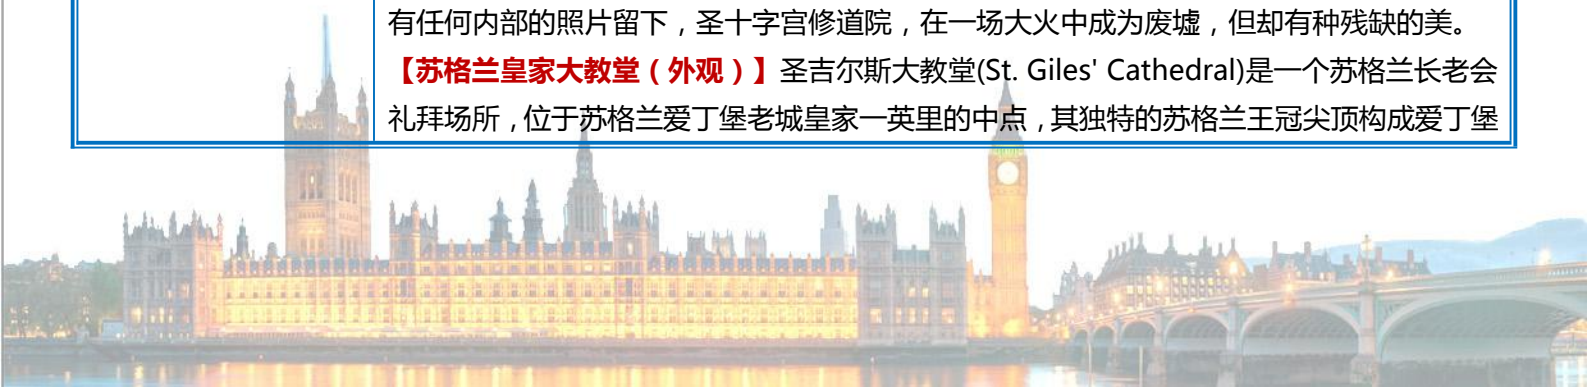 有任何内部的照片留下，圣十字宫修道院，在一场大火中成为废墟，但却有种残缺的美。
【苏格兰皇家大教堂（外观）】圣吉尔斯大教堂(St. Giles' Cathedral)是一个苏格兰长老会
礼拜场所，位于苏格兰爱丁堡老城皇家一英里的中点，其独特的苏格兰王冠尖顶构成爱丁堡